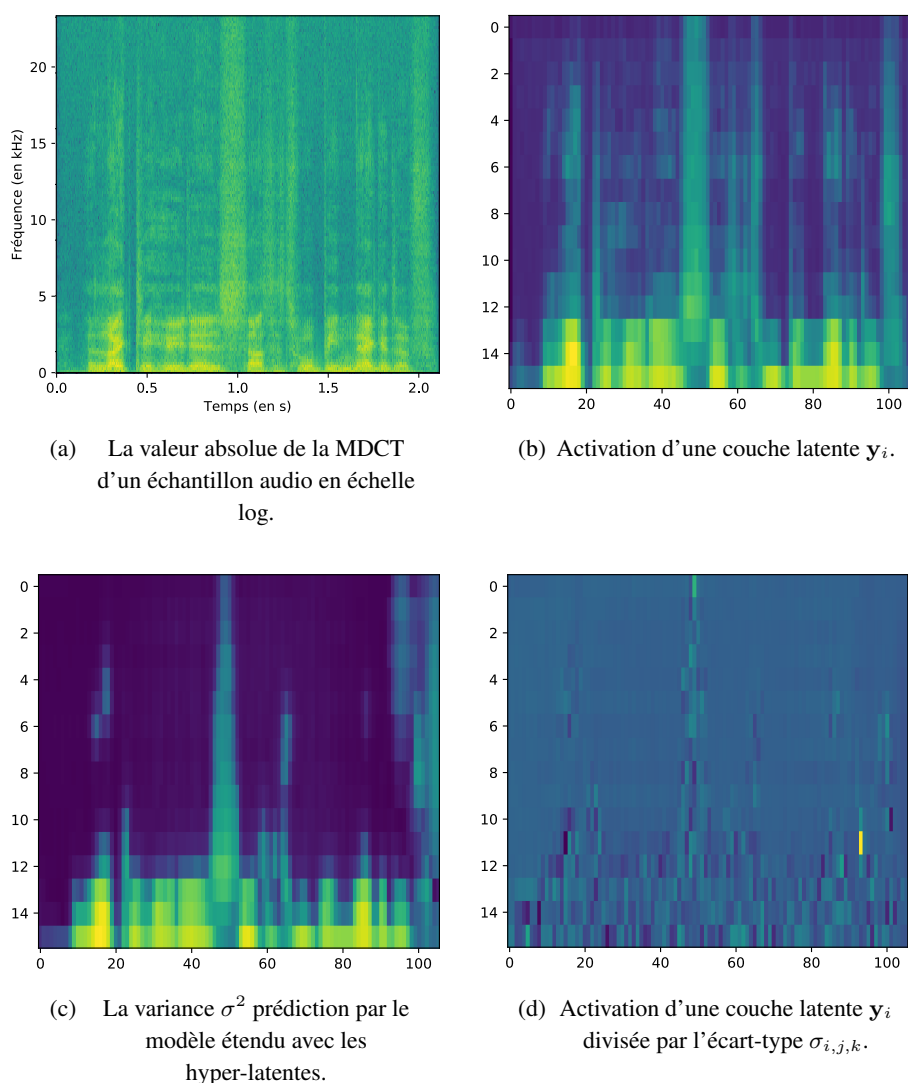 20
15
10
5
0
Fréquence (en kHz)
0.0 0.5 1.0 1.5 2.0
Temps (en s)
0
2
4
6
8
10
12
14
0 20 40 60 80 100
(a) La valeur absolue de la MDCT
d'un échantillon audio en échelle
log.
(b) Activation d'une couche latente yᵢ.
0
2
4
6
8
10
12
14
0 20 40 60 80 100
0
2
4
6
8
10
12
14
0 20 40 60 80 100
(c) La variance σ² prédiction par le
modèle étendu avec les
hyper-latentes.
(d) Activation d'une couche latente yᵢ
divisée par l'écart-type σᵢ,ⱼ,ₖ.